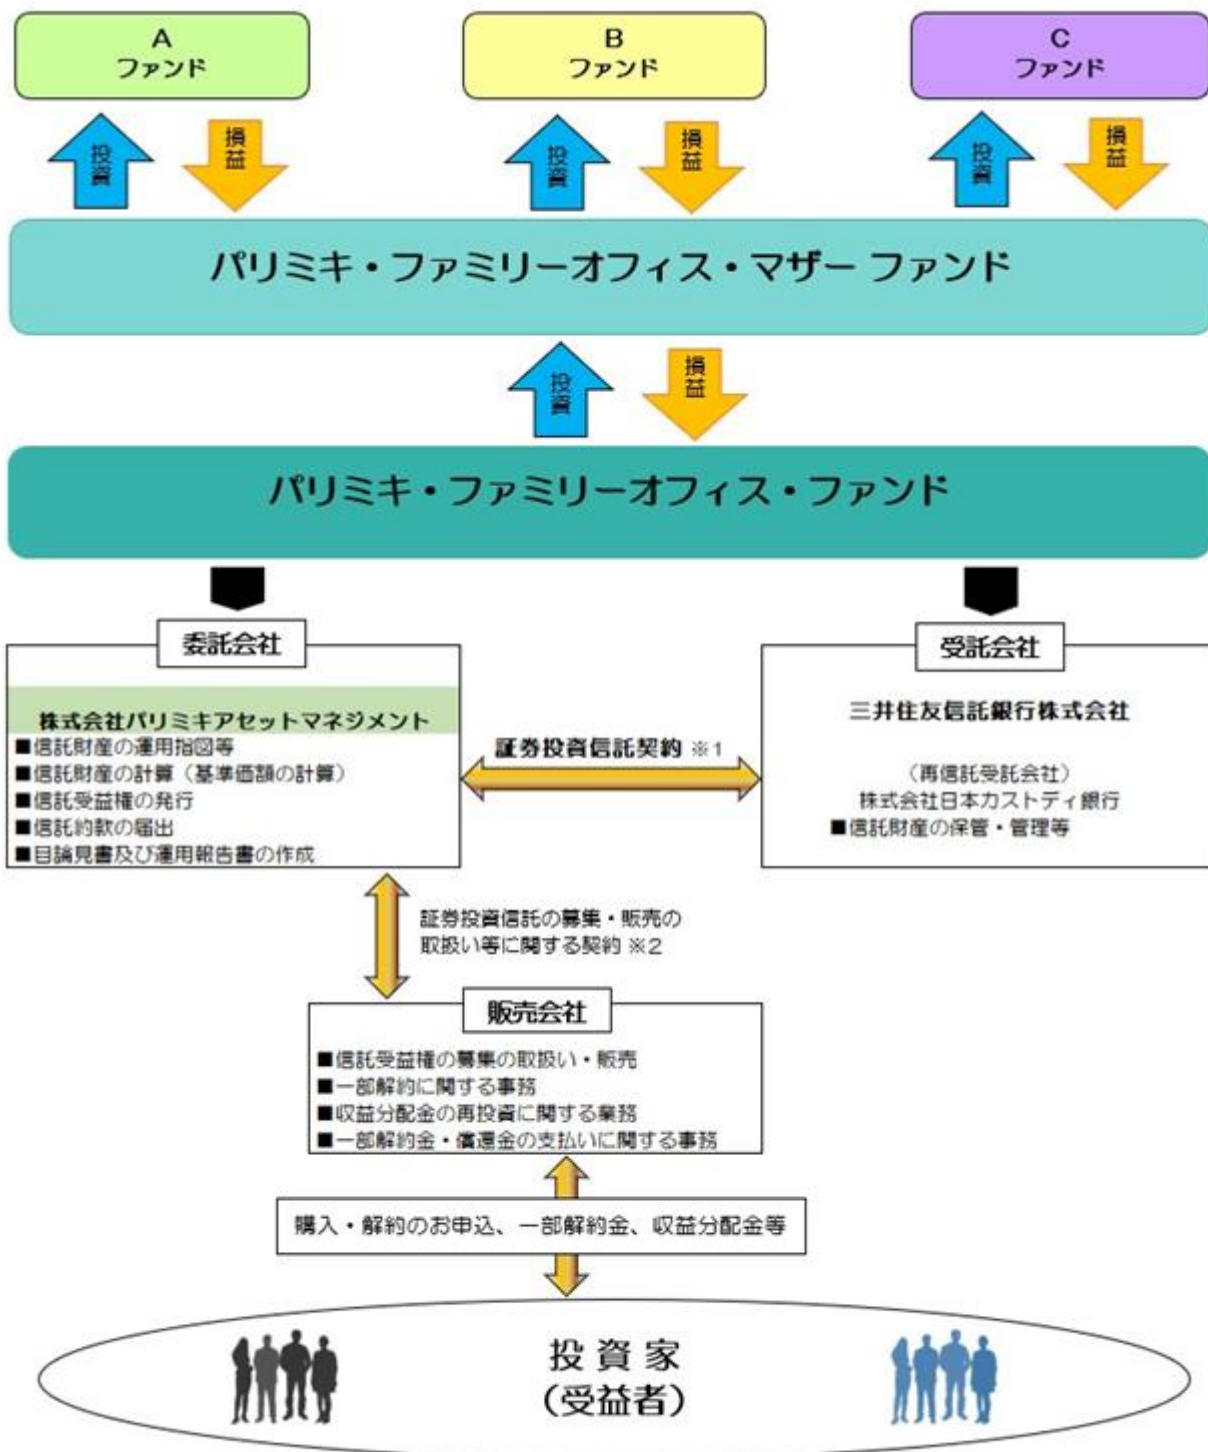 A
ファンド
B
ファンド
C
ファンド
投資
損益
投資
損益
投資
損益
パリミキ・ファミリーオフィス・マザー ファンド
投資
損益
パリミキ・ファミリーオフィス・ファンド
委託会社
株式会社パリミキアセットマネジメント
■信託財産の運用指図等
■信託財産の計算（基準価額の計算）
■信託受益権の発行
■信託約款の届出
■目論見書及び運用報告書の作成
証券投資信託契約 ※1
受託会社
三井住友信託銀行株式会社
（再信託受託会社）
株式会社日本カストディ銀行
■信託財産の保管・管理等
証券投資信託の募集・販売の
取扱い等に関する契約 ※2
販売会社
■信託受益権の募集の取扱い・販売
■一部解約に関する事務
■収益分配金の再投資に関する業務
■一部解約金・償還金の支払いに関する事務
購入・解約のお申込、一部解約金、収益分配金等
投 資 家
（受益者）